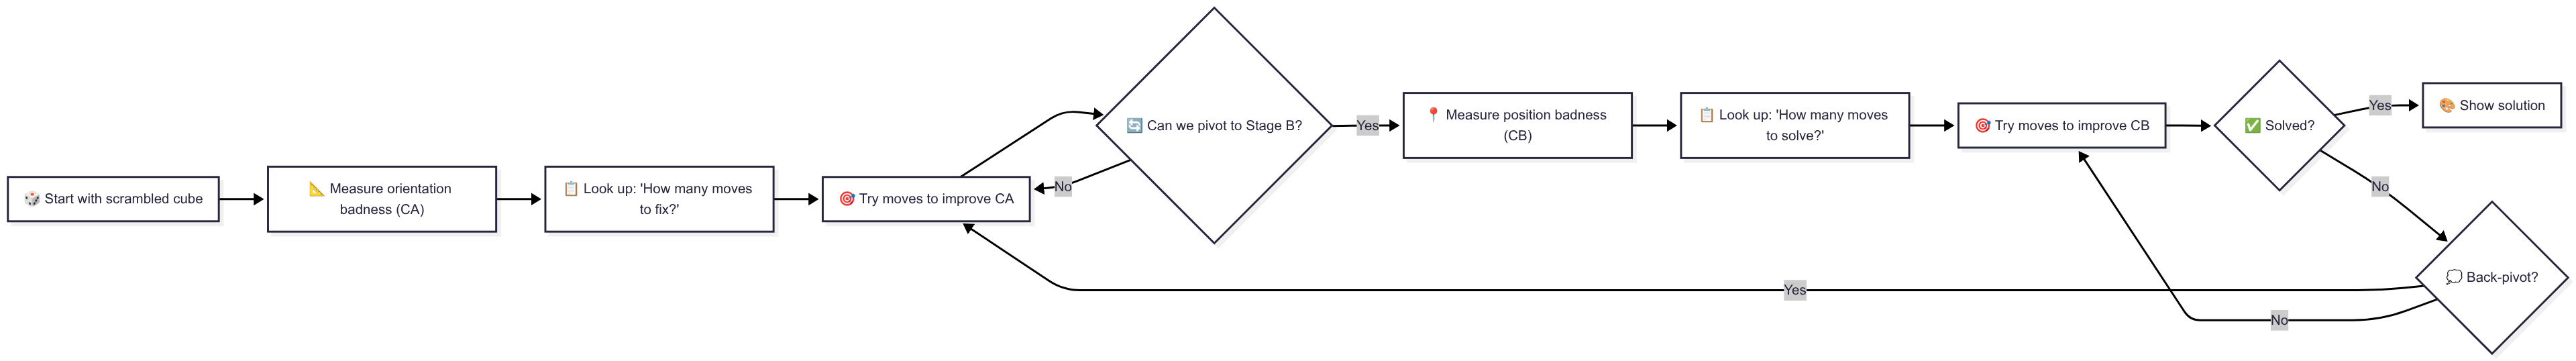 🎲 Start with scrambled cube
📐 Measure orientation
badness (CA)
📋 Look up: 'How many moves
to fix?'
🎯 Try moves to improve CA
No
🔄 Can we pivot to Stage B?
Yes
📍 Measure position badness
(CB)
📋 Look up: 'How many moves
to solve?'
🎯 Try moves to improve CB
✅ Solved?
Yes
🎨 Show solution
No
💭 Back-pivot?
Yes
No